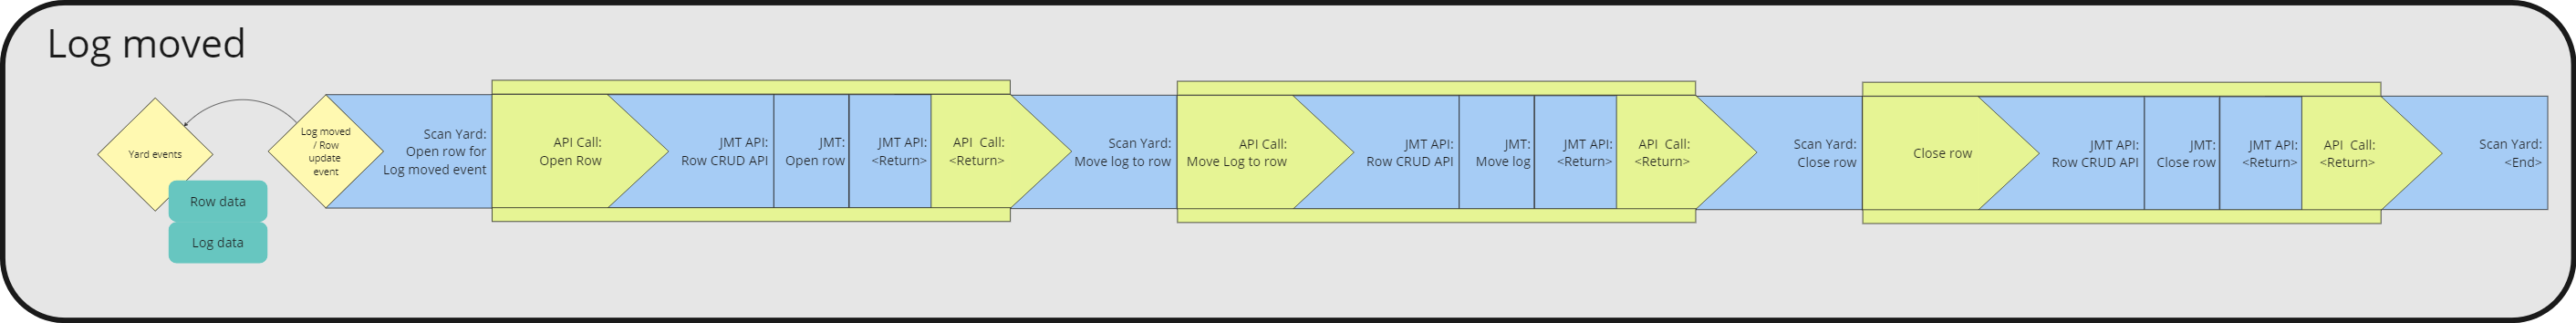 Log moved
Yard events
Row data
Log data
Log moved
/ Row
update
event
Scan Yard:
Open row for
Log moved event
API Call:
Open Row
JMT API:
Row CRUD API
JMT:
Open row
JMT API:
<Return>
API  Call:
<Return>
Scan Yard:
Move log to row
API Call:
Move Log to row
JMT API:
Row CRUD API
JMT:
Move log
JMT API:
<Return>
API  Call:
<Return>
Scan Yard:
Close row
Close row
JMT API:
Row CRUD API
JMT:
Close row
JMT API:
<Return>
API  Call:
<Return>
Scan Yard:
<End>